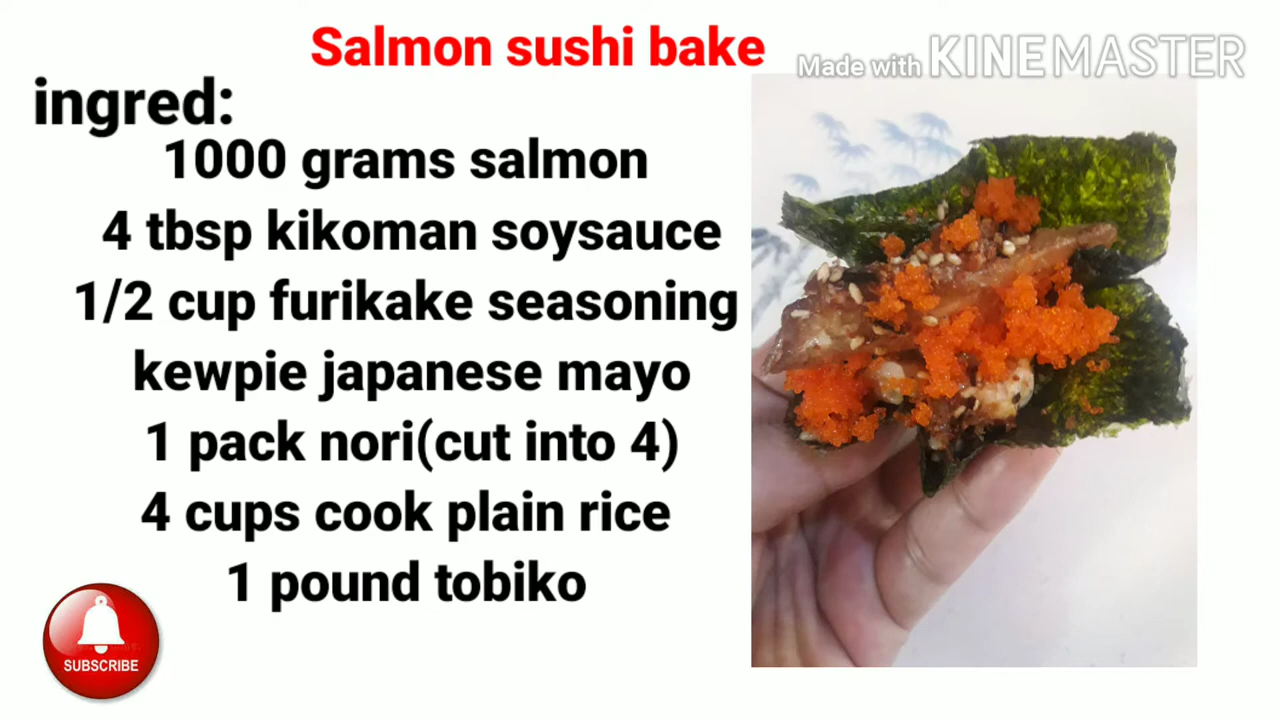 Salmon sushi bake
Made with KINEMASTER
ingred:
1000 grams salmon
4 tbsp kikoman soysauce
1/2 cup furikake seasoning
kewpie japanese mayo
1 pack nori(cut into 4)
4 cups cook plain rice
1 pound tobiko
SUBSCRIBE